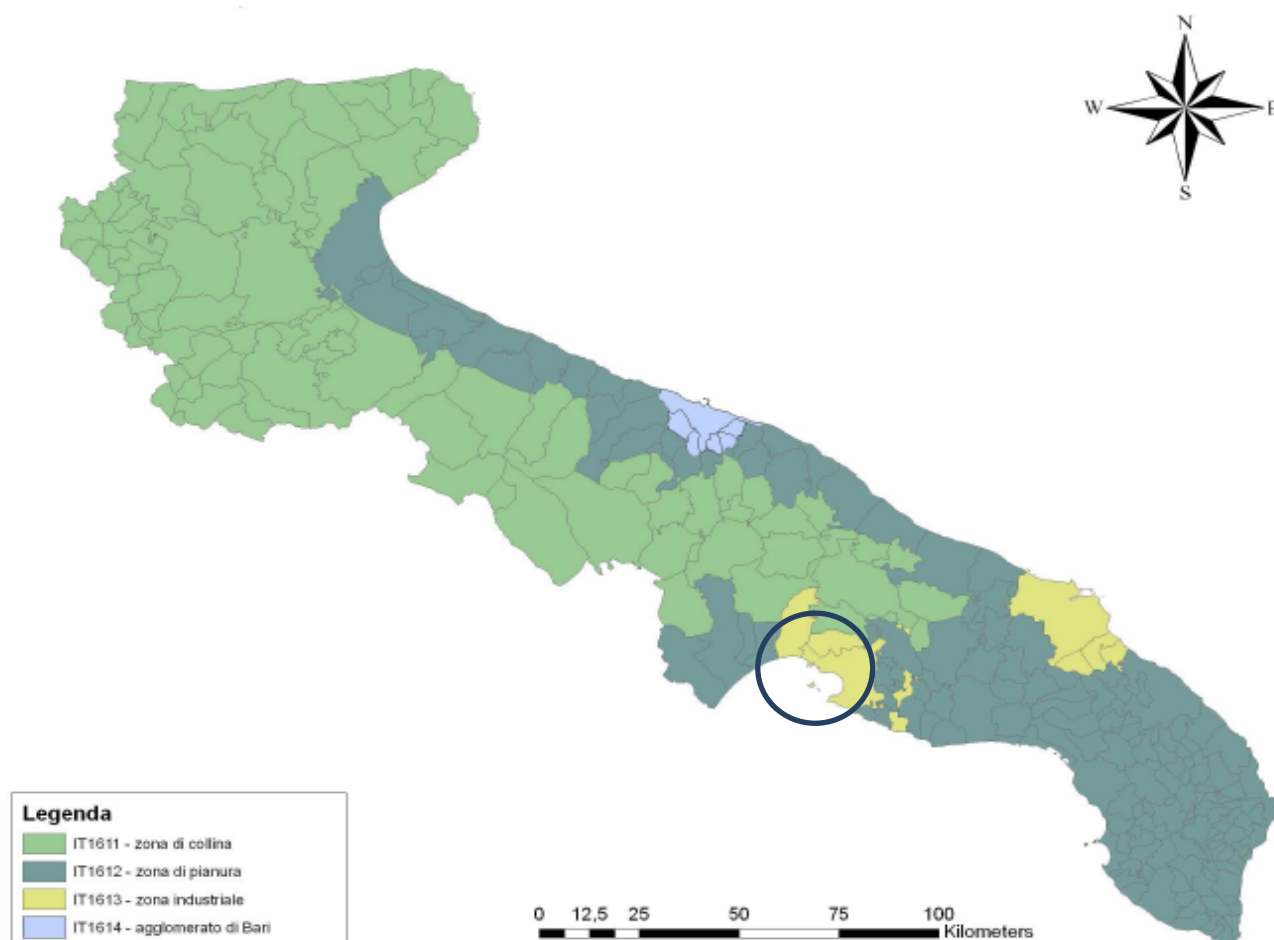 N
W E
S
Legenda
IT1611 - zona di collina
IT1612 - zona di pianura
IT1613 - zona industriale
IT1614 - agglomerato di Bari
0 12,5 25 50 75 100
Kilometers